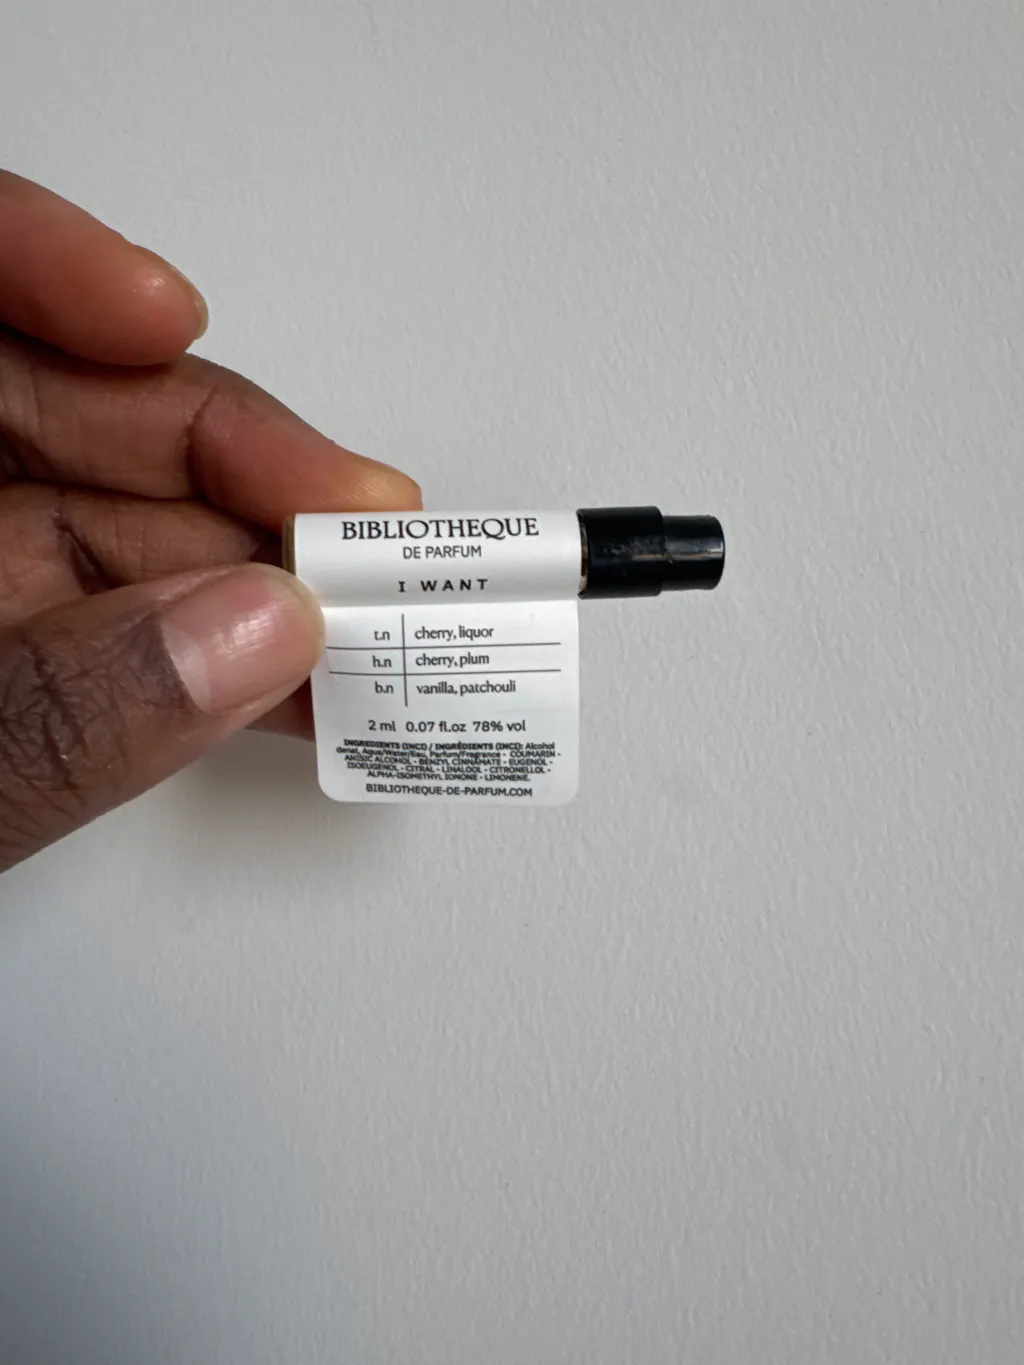 BIBLIOTHEQUE
DE PARFUM
I WANT
t.n cherry, liquor
h.n cherry, plum
b.n vanilla, patchouli
2 ml 0.07 fl.oz 78% vol
INGREDIENTS (INCI) / INGRÉDIENTS (INCI): Alcohol
denat, Aqua/Water/Eau, Parfum/Fragrance - COUMARIN -
ANISIC ALCOHOL - BENZYL CINNAMATE - EUGENOL -
ISOEUGENOL - CITRAL - LINALOOL - CITRONELLOL -
ALPHA-ISOMETHYL IONONE - LIMONENE.
BIBLIOTHEQUE-DE-PARFUM.COM